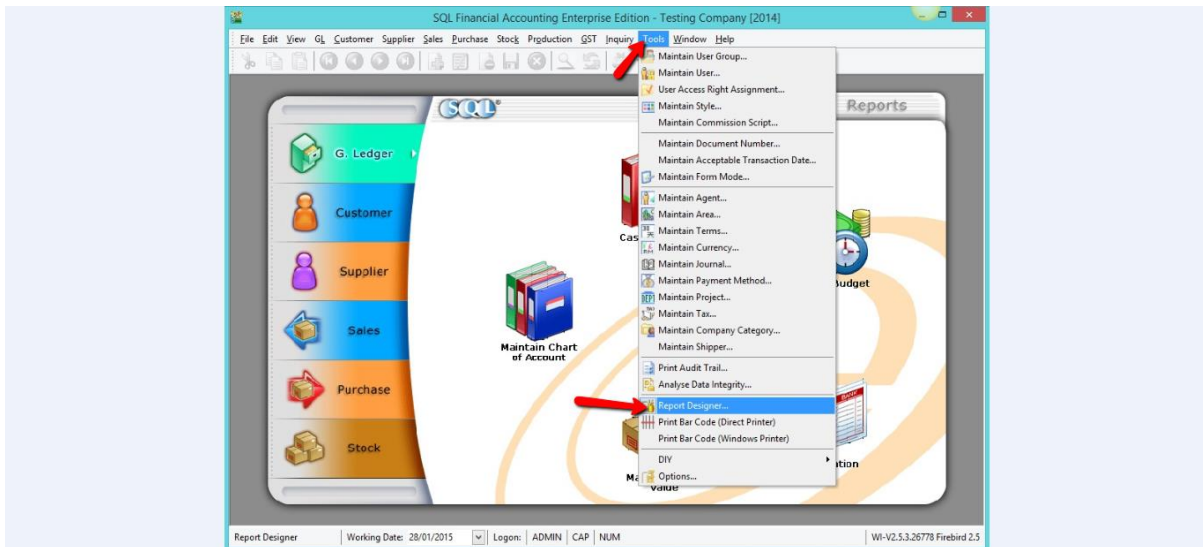 SQL Financial Accounting Enterprise Edition - Testing Company [2014]
File Edit View GL Customer Supplier Sales Purchase Stock Production GST Inquiry Tools Window Help
Maintain User Group...
Maintain User...
User Access Right Assignment...
Maintain Style...
Maintain Commission Script...
Maintain Document Number...
Maintain Acceptable Transaction Date...
Maintain Form Mode...
Maintain Agent...
Maintain Area...
Maintain Terms...
Maintain Currency...
Maintain Journal...
Maintain Payment Method...
Maintain Project...
Maintain Tax...
Maintain Company Category...
Maintain Shipper...
Print Audit Trail...
Analyse Data Integrity...
Report Designer...
Print Bar Code (Direct Printer)
Print Bar Code (Windows Printer)
DIY
Options...
SQL
Reports
G. Ledger
Customer
Supplier
Sales
Purchase
Stock
Cas
Budget
Maintain Chart
of Account
Ma
Value
ation
BANK
Report Designer Working Date: 28/01/2015 Logon: ADMIN CAP NUM WI-V2.5.3.26778 Firebird 2.5